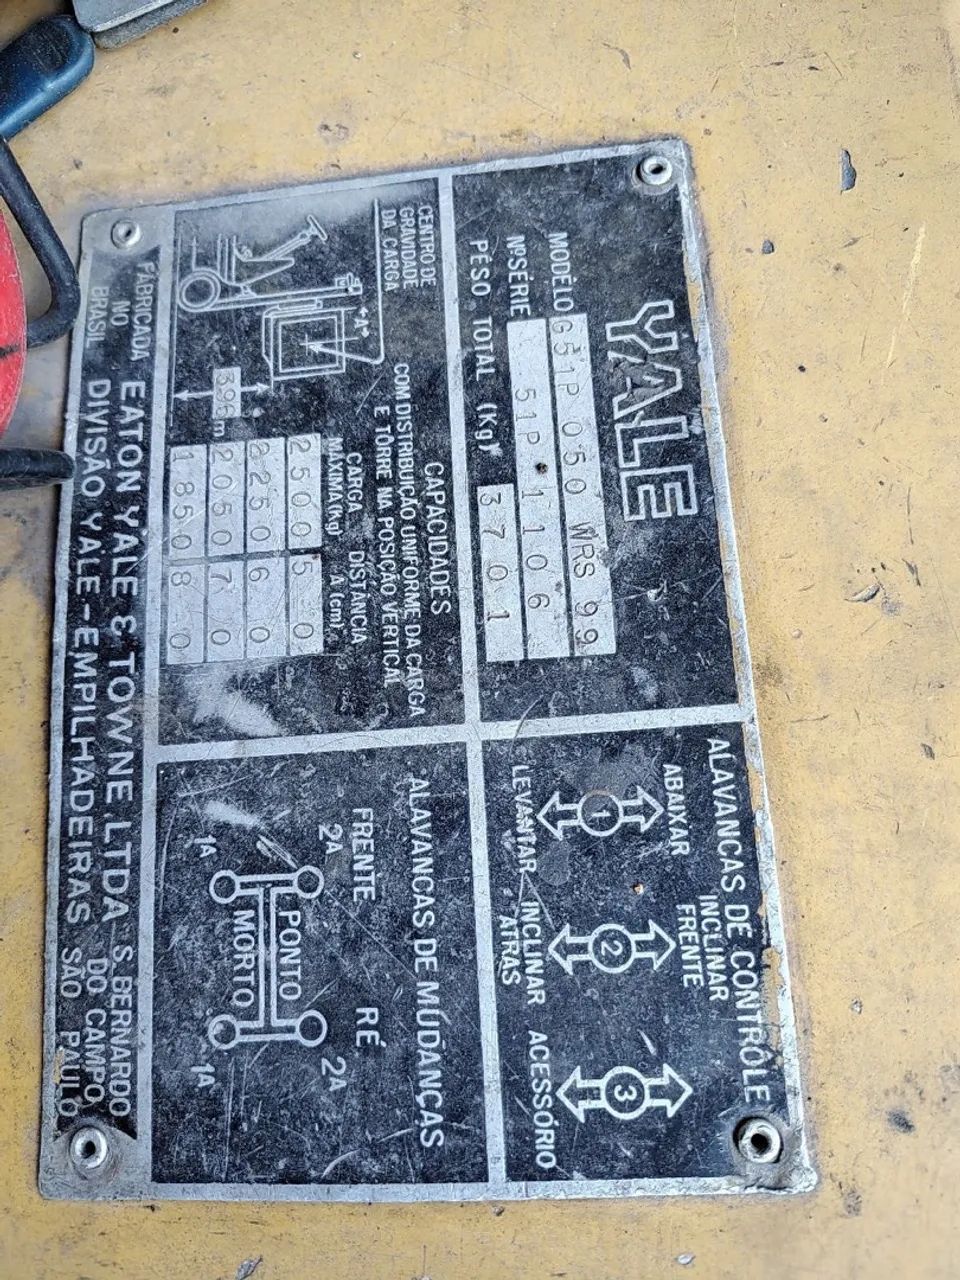 YALE
MODÊLO G51P 050 WRS 99
Nº SÉRIE 51P • 1106
PÊSO TOTAL (Kg) 3701
CENTRO DE
GRAVIDADE
DA CARGA
"A"
m
CAPACIDADES
COM DISTRIBUIÇÃO UNIFORME DA CARGA
E TÔRRE NA POSIÇÃO VERTICAL
CARGA DISTÂNCIA
MÁXIMA (Kg) A (cm)
2500 50
2250 60
2050 70
1850 80
ALAVANCAS DE CONTRÔLE
ABAIXAR INCLINAR FRENTE
1 2 3
LEVANTAR INCLINAR ATRAS ACESSÓRIO
ALAVANCAS DE MUDANÇAS
FRENTE RÉ
2A 2A
PONTO
MORTO
1A 1A
FABRICADA
NO
BRASIL
EATON YALE & TOWNE, LTDA
DIVISÃO YALE-EMPILHADEIRAS
S. BERNARDO
DO CAMPO
SÃO PAULO